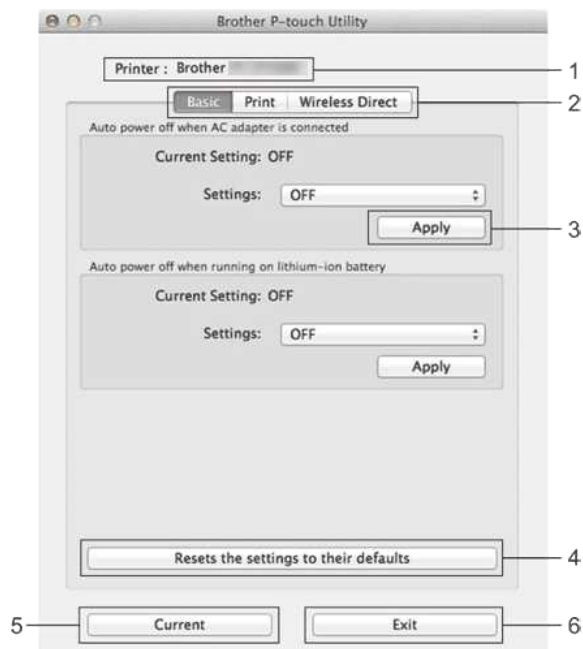 Brother P-touch Utility
Printer : Brother
1
Basic Print Wireless Direct
2
Auto power off when AC adapter is connected
Current Setting: OFF
Settings: OFF
Apply
3
Auto power off when running on lithium-ion battery
Current Setting: OFF
Settings: OFF
Apply
Resets the settings to their defaults
4
5
Current
Exit
6